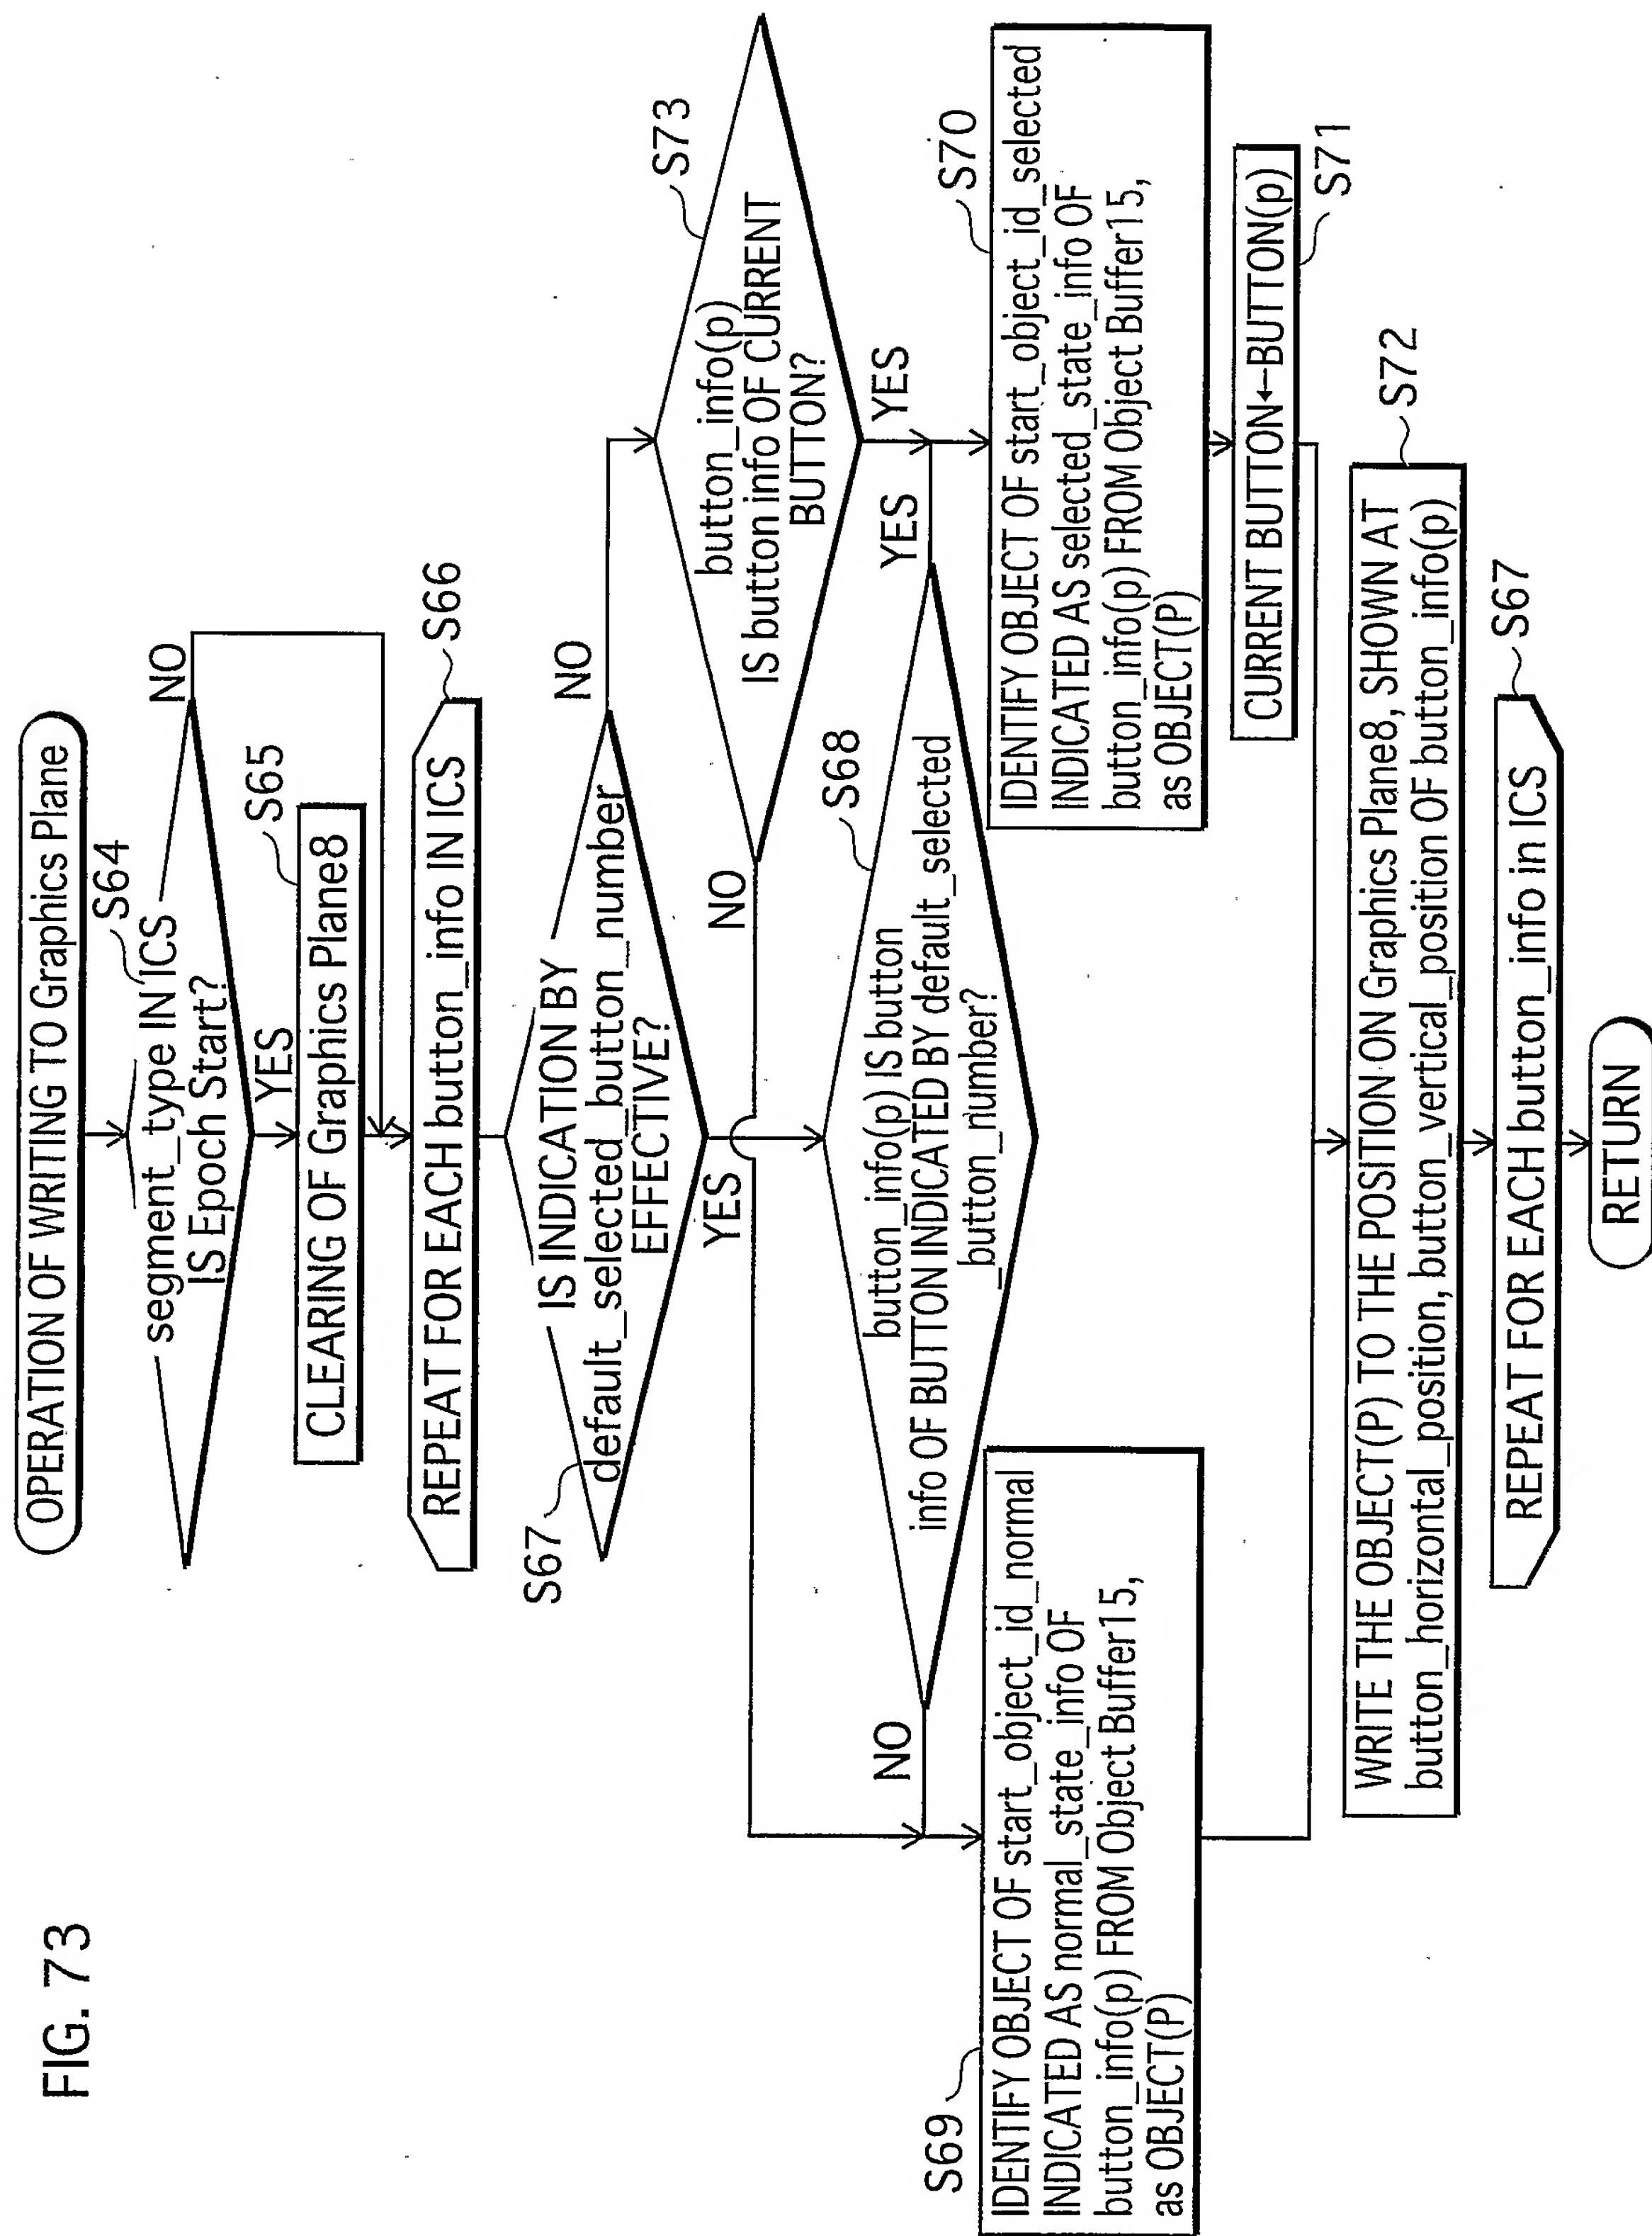 FIG. 73
OPERATION OF WRITING TO Graphics Plane
S64
segment_type IN ICS
IS Epoch Start?
NO
YES
S65
CLEARING OF Graphics Plane8
S66
REPEAT FOR EACH button_info IN ICS
S67
IS INDICATION BY
default_selected_button_number
EFFECTIVE?
NO
YES
S73
button_info(p)
IS button info OF CURRENT
BUTTON?
NO
YES
S68
button_info(p) IS button
info OF BUTTON INDICATED BY default_selected
_button_number?
NO
YES
S69
IDENTIFY OBJECT OF start_object_id_normal
INDICATED AS normal_state_info OF
button_info(p) FROM Object Buffer15,
as OBJECT(P)
S70
IDENTIFY OBJECT OF start_object_id_selected
INDICATED AS selected_state_info OF
button_info(p) FROM Object Buffer15,
as OBJECT(P)
CURRENT BUTTON←BUTTON(p)
S71
S72
WRITE THE OBJECT(P) TO THE POSITION ON Graphics Plane8, SHOWN AT
button_horizontal_position, button_vertical_position OF button_info(p)
S67
REPEAT FOR EACH button_info in ICS
RETURN